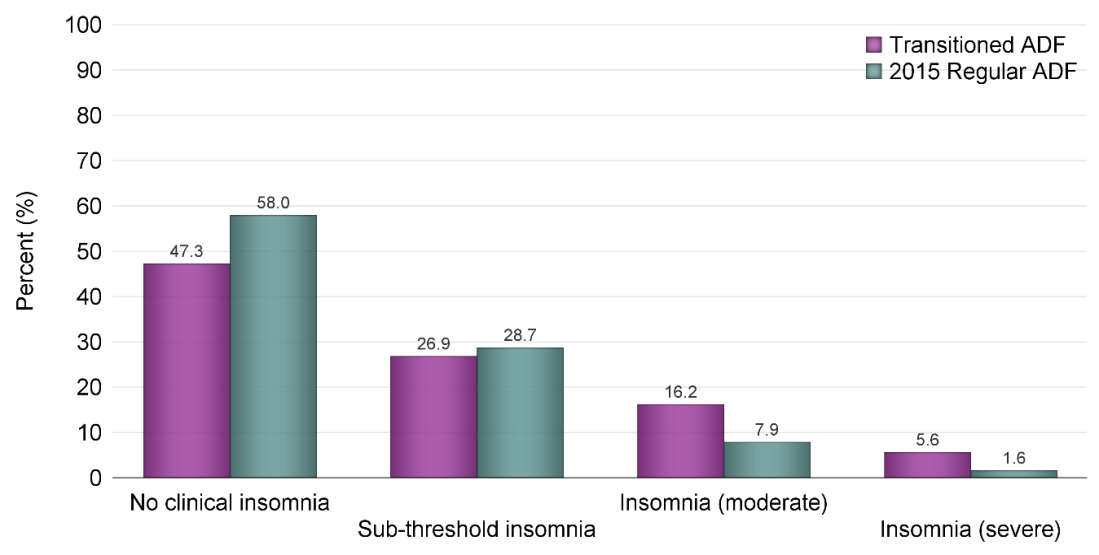 100
90
80
70
60
50
40
30
20
10
0
Percent (%)
Transitioned ADF
2015 Regular ADF
47.3
58.0
26.9
28.7
16.2
7.9
5.6
1.6
No clinical insomnia
Sub-threshold insomnia
Insomnia (moderate)
Insomnia (severe)